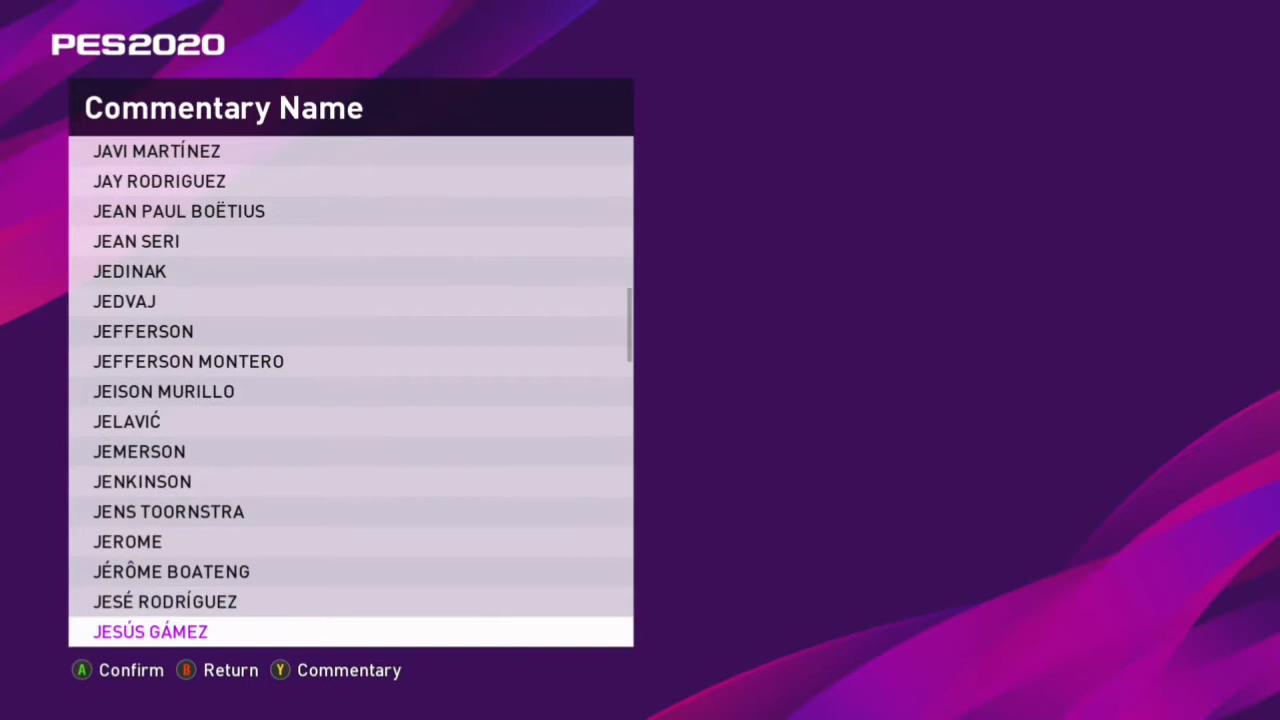 PES2020
Commentary Name
JAVI MARTÍNEZ
JAY RODRIGUEZ
JEAN PAUL BOËTIUS
JEAN SERI
JEDINAK
JEDVAJ
JEFFERSON
JEFFERSON MONTERO
JEISON MURILLO
JELAVIĆ
JEMERSON
JENKINSON
JENS TOORNSTRA
JEROME
JÉRÔME BOATENG
JESÉ RODRÍGUEZ
JESÚS GÁMEZ
A Confirm B Return Y Commentary